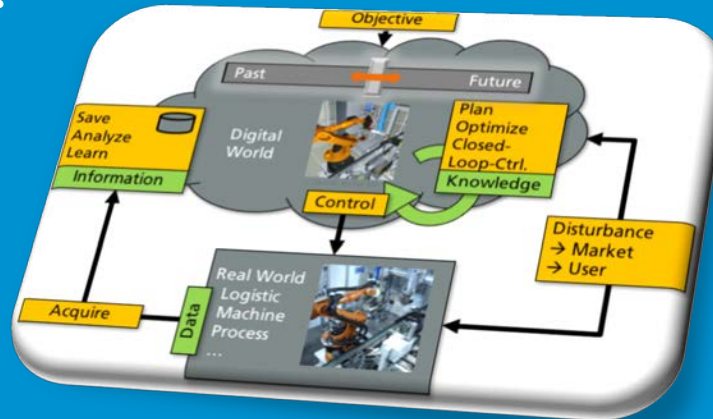 Objective
Past
Future
Save
Analyze
Learn
Information
Digital
World
Plan
Optimize
Closed-
Loop-Ctrl.
Knowledge
Control
Disturbance
→ Market
→ User
Acquire
Data
Real World
Logistic
Machine
Process
...